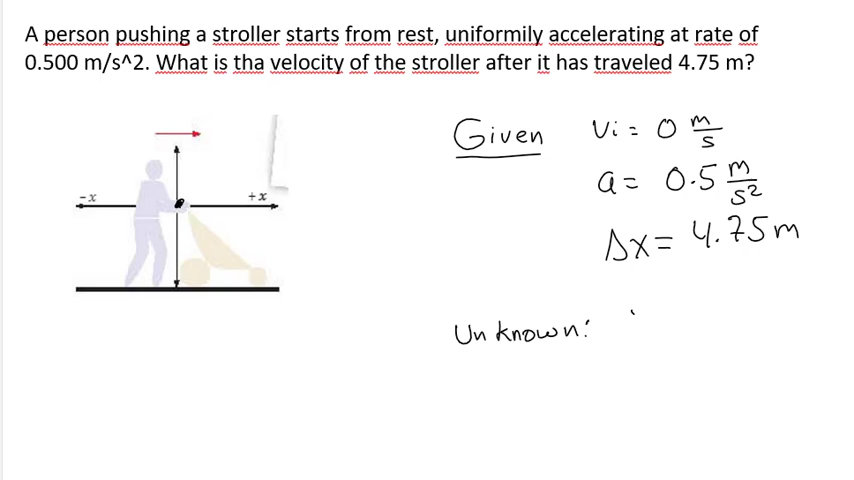 A person pushing a stroller starts from rest, uniformily accelerating at rate of
0.500 m/s^2. What is tha velocity of the stroller after it has traveled 4.75 m?
Given Vi = 0 m/s
a = 0.5 m/s²
-x +x
Δx = 4.75m
Unknown: